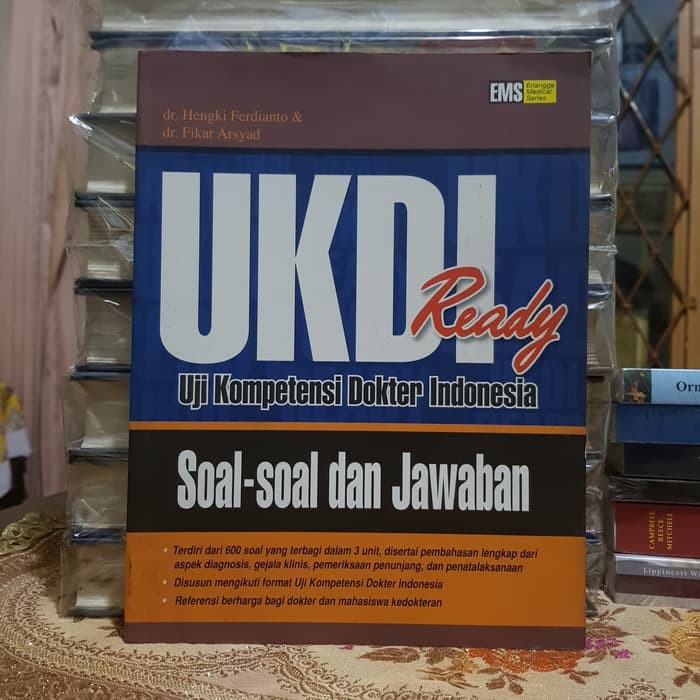 EMS Erlangga
Medical
Series
dr. Hengki Ferdianto &
dr. Fikar Arsyad
UKDI
Ready
Uji Kompetensi Dokter Indonesia
Soal-soal dan Jawaban
• Terdiri dari 600 soal yang terbagi dalam 3 unit, disertai pembahasan lengkap dari
aspek diagnosis, gejala klinis, pemeriksaan penunjang, dan penatalaksanaan
• Disusun mengikuti format Uji Kompetensi Dokter Indonesia
• Referensi berharga bagi dokter dan mahasiswa kedokteran
CAMPBELL
REECE
MITCHELL
Lippincott